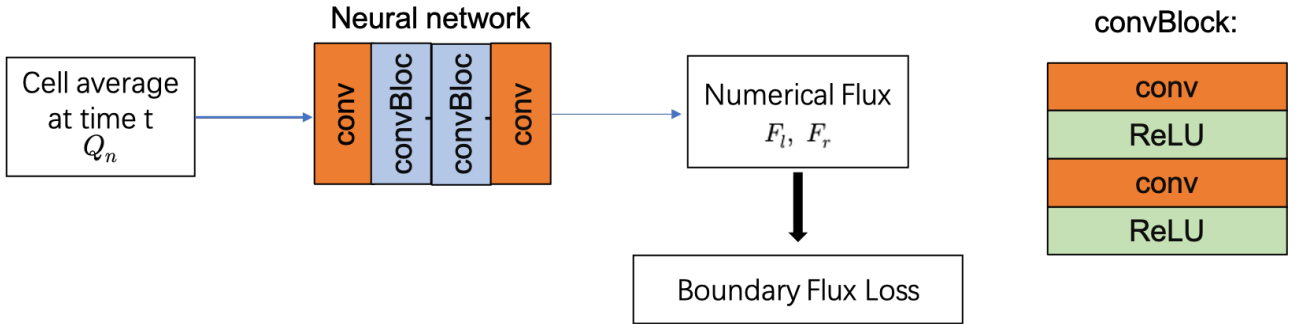 Neural network
Cell average
at time t
Q_n
conv
convBloc
convBloc
conv
Numerical Flux
F_l, F_r
Boundary Flux Loss
convBlock:
conv
ReLU
conv
ReLU